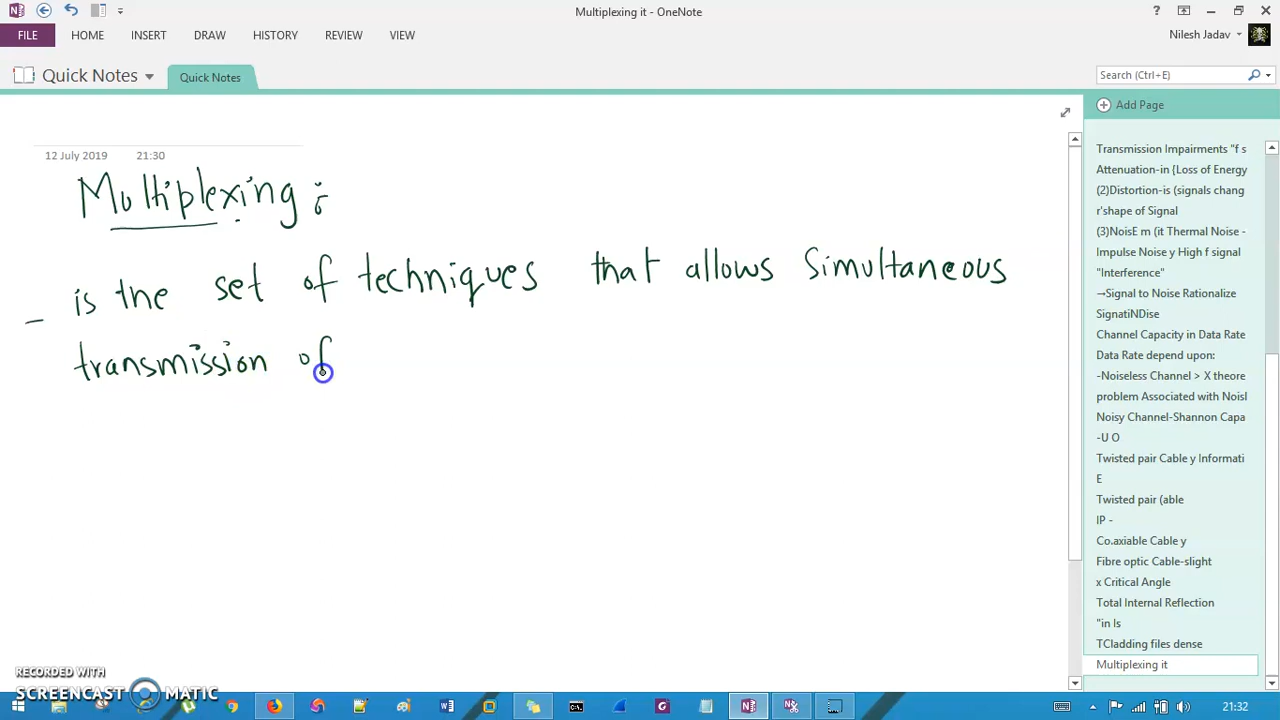 Multiplexing it - OneNote
FILE HOME INSERT DRAW HISTORY REVIEW VIEW
Nilesh Jadav
Quick Notes
Quick Notes
Search (Ctrl+E)
Add Page
12 July 2019 21:30
Multiplexing :
- is the set of techniques that allows Simultaneous
transmission of
Transmission Impairments "f s
Attenuation-in {Loss of Energy
(2)Distortion-is (signals chang
r'shape of Signal
(3)NoisE m (it Thermal Noise -
Impulse Noise y High f signal
"Interference"
→Signal to Noise Rationalize
SignatiNDise
Channel Capacity in Data Rate
Data Rate depend upon:
-Noiseless Channel > X theore
problem Associated with Noisl
Noisy Channel-Shannon Capa
-U O
Twisted pair Cable y Informati
E
Twisted pair (able
IP -
Co.axiable Cable y
Fibre optic Cable-slight
x Critical Angle
Total Internal Reflection
"in ls
TCladding files dense
Multiplexing it
RECORDED WITH
SCREENCAST MATIC
21:32